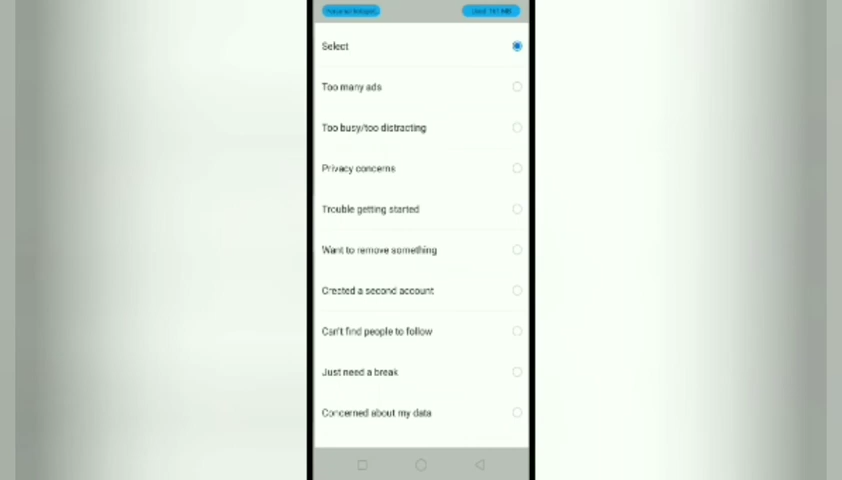 Select
Too many ads
Too busy/too distracting
Privacy concerns
Trouble getting started
Want to remove something
Created a second account
Can't find people to follow
Just need a break
Concerned about my data